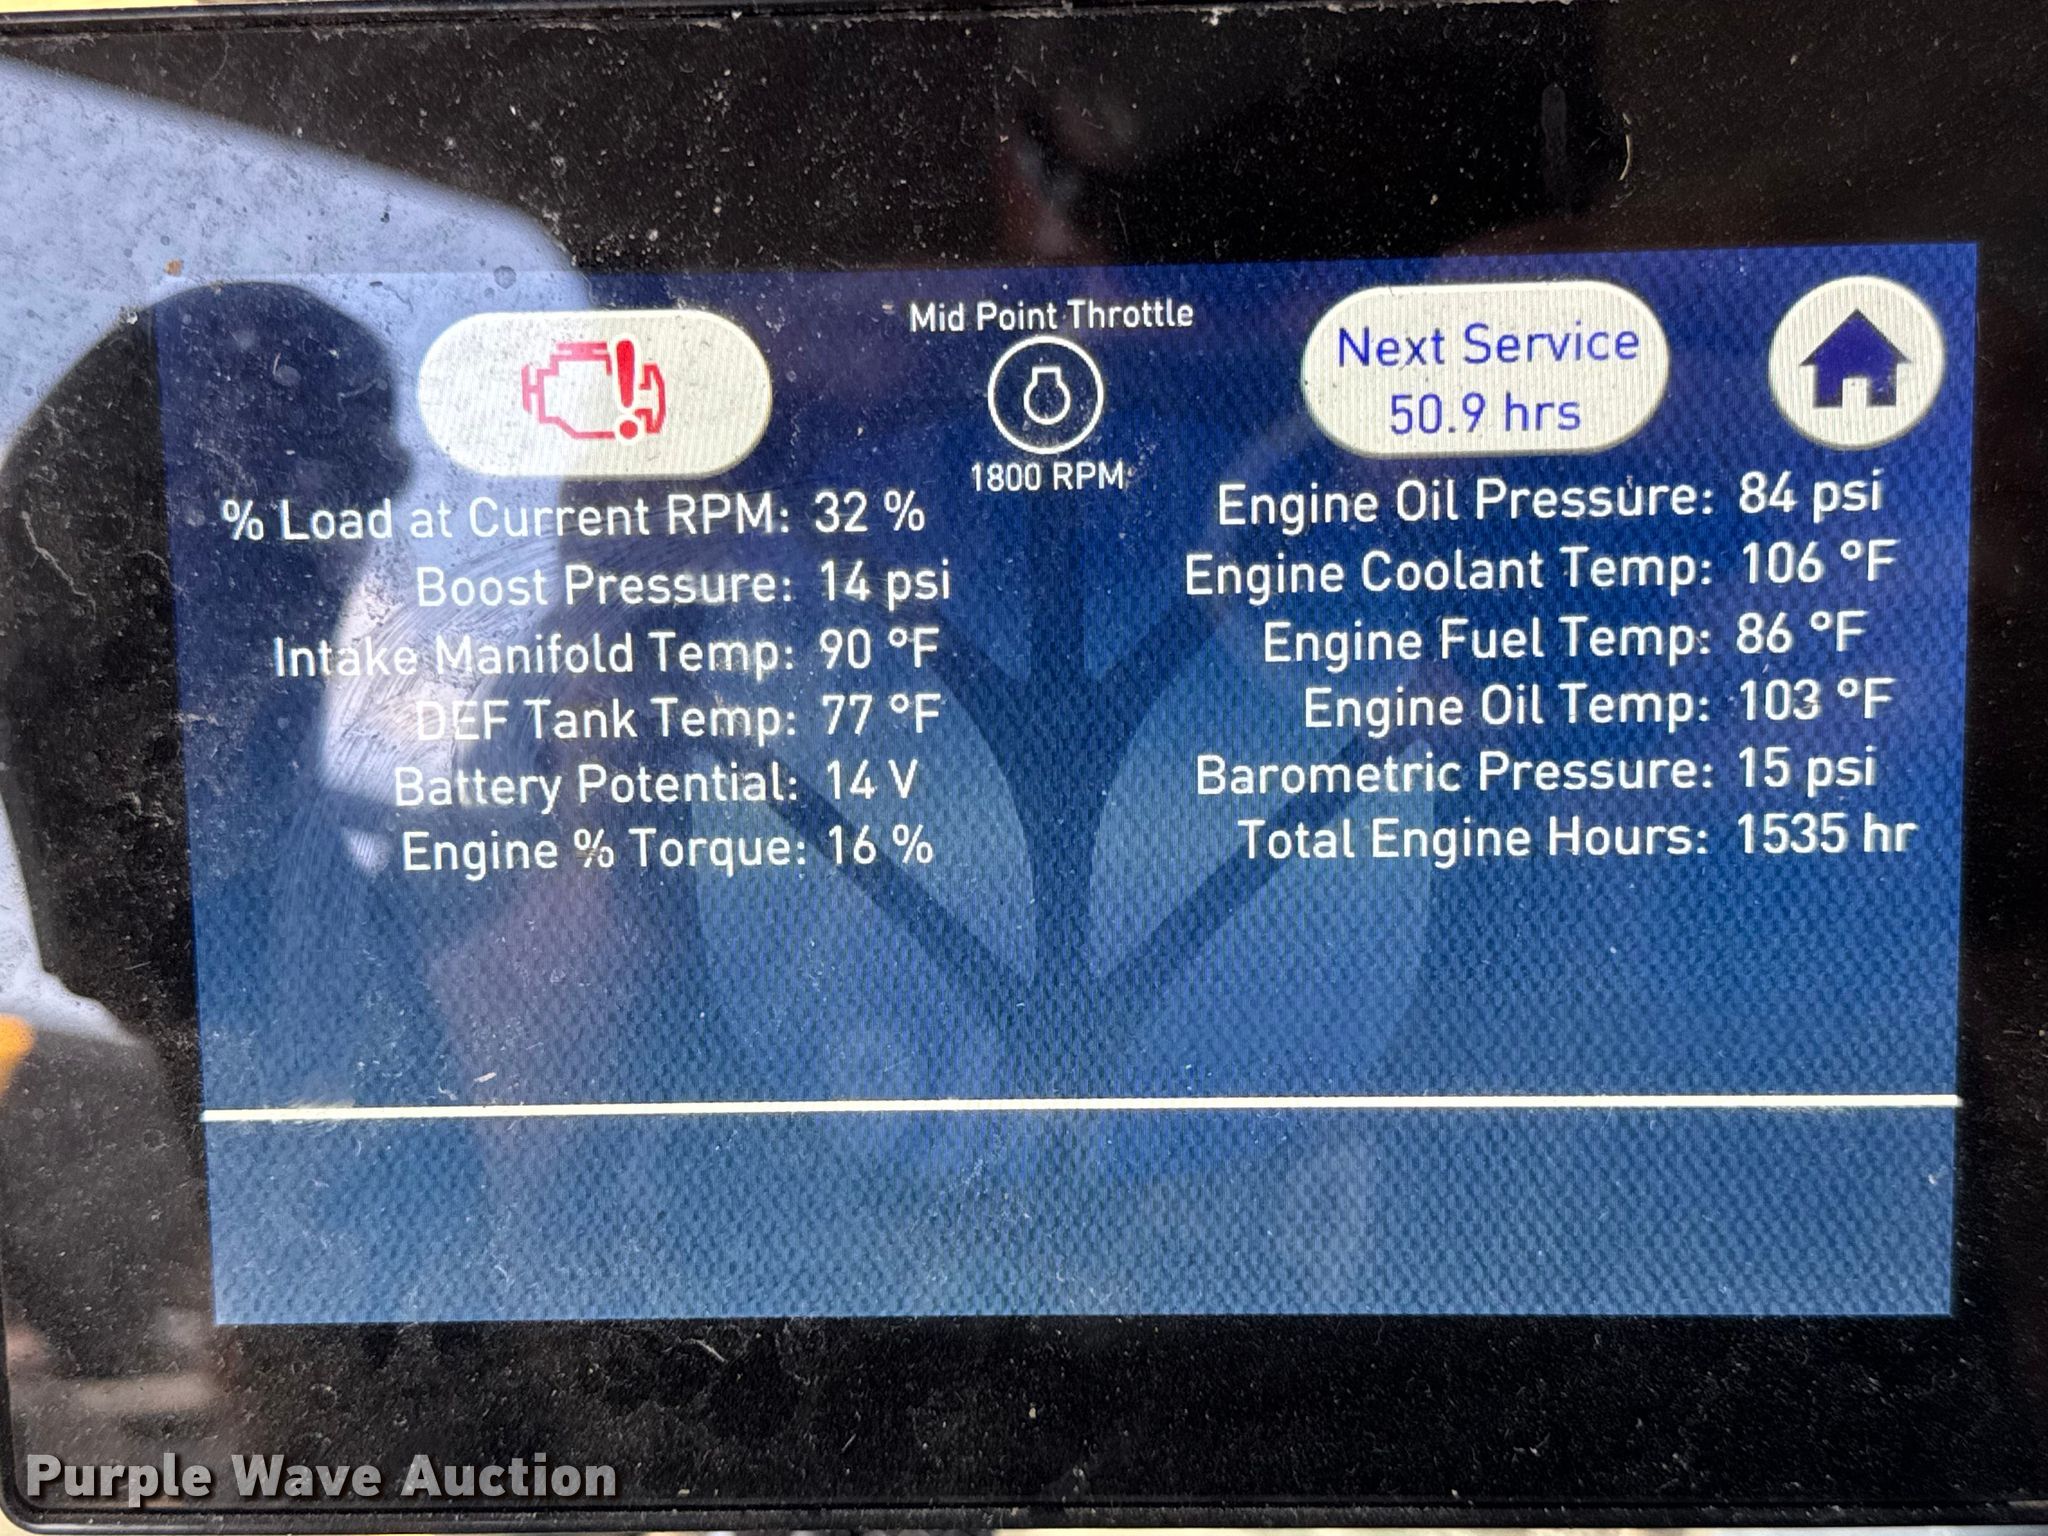 Mid Point Throttle
1800 RPM
Next Service
50.9 hrs
% Load at Current RPM: 32 %
Boost Pressure: 14 psi
Intake Manifold Temp: 90 °F
DEF Tank Temp: 77 °F
Battery Potential: 14 V
Engine % Torque: 16 %
Engine Oil Pressure: 84 psi
Engine Coolant Temp: 106 °F
Engine Fuel Temp: 86 °F
Engine Oil Temp: 103 °F
Barometric Pressure: 15 psi
Total Engine Hours: 1535 hr
Purple Wave Auction